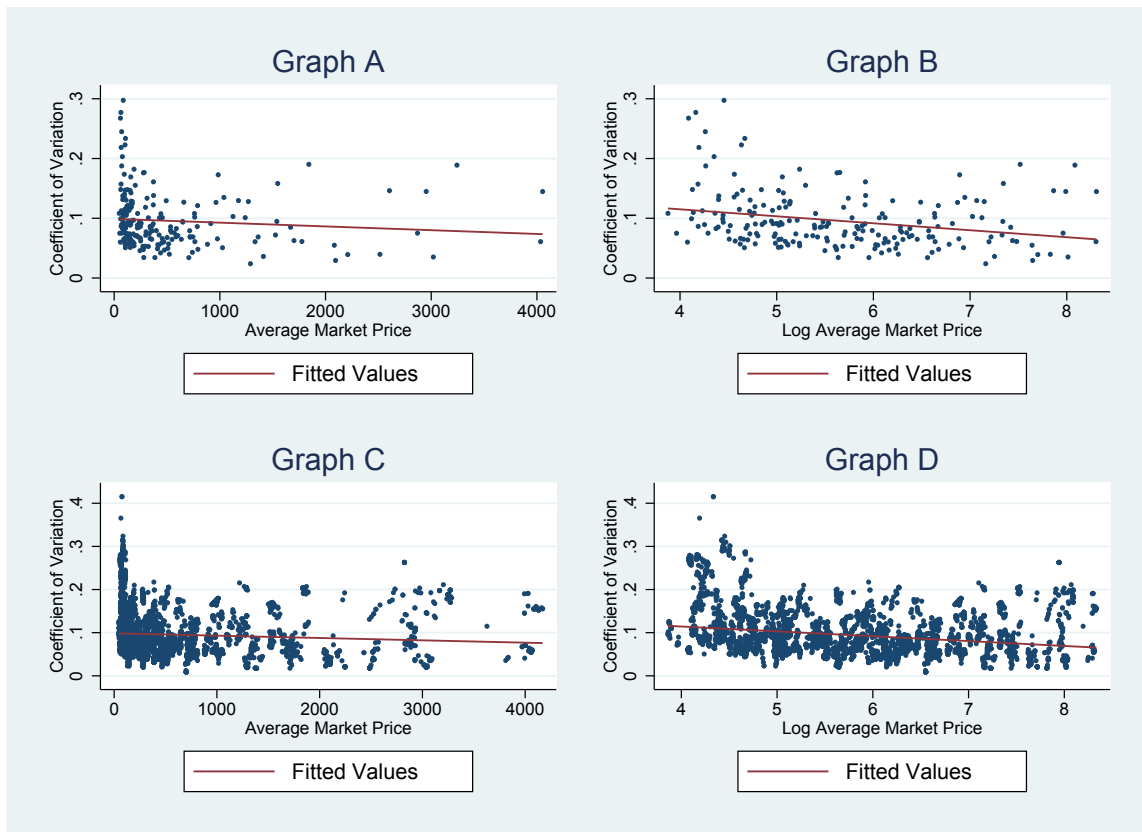 Graph A
Coefficient of Variation
.3
.2
.1
0
0 1000 2000 3000 4000
Average Market Price
Fitted Values
Graph B
Coefficient of Variation
.3
.2
.1
0
4 5 6 7 8
Log Average Market Price
Fitted Values
Graph C
Coefficient of Variation
.4
.3
.2
.1
0
0 1000 2000 3000 4000
Average Market Price
Fitted Values
Graph D
Coefficient of Variation
.4
.3
.2
.1
0
4 5 6 7 8
Log Average Market Price
Fitted Values